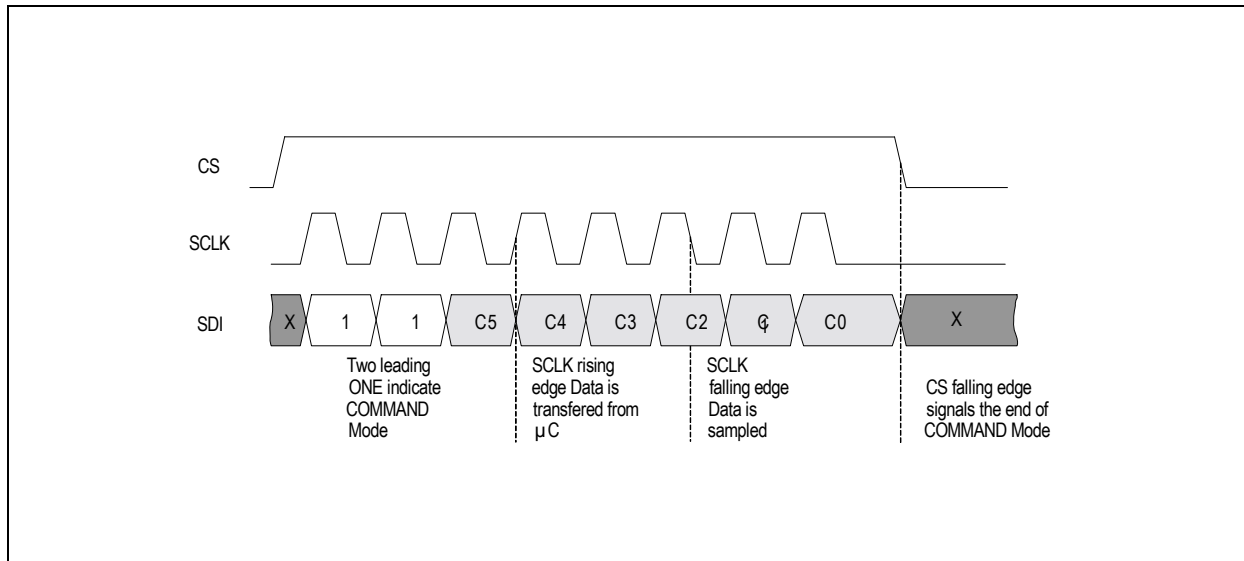 CS
SCLK
SDI
X 1 1 C5 C4 C3 C2 C1 C0 X
Two leading
ONE indicate
COMMAND
Mode
SCLK rising
edge Data is
transfered from
µC
SCLK
falling edge
Data is
sampled
CS falling edge
signals the end of
COMMAND Mode